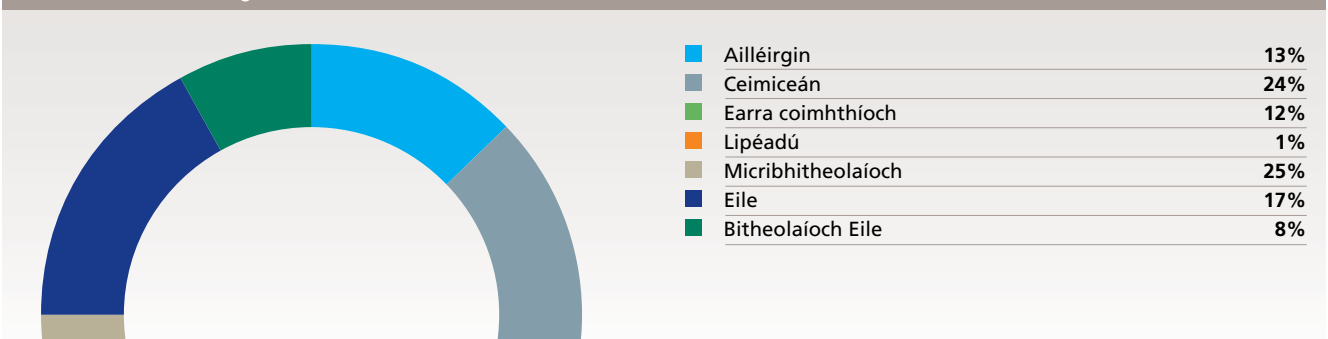 Ailléirgin 13%
Ceimiceán 24%
Earra coimhthíoch 12%
Lipéadú 1%
Micribhitheolaíoch 25%
Eile 17%
Bitheolaíoch Eile 8%